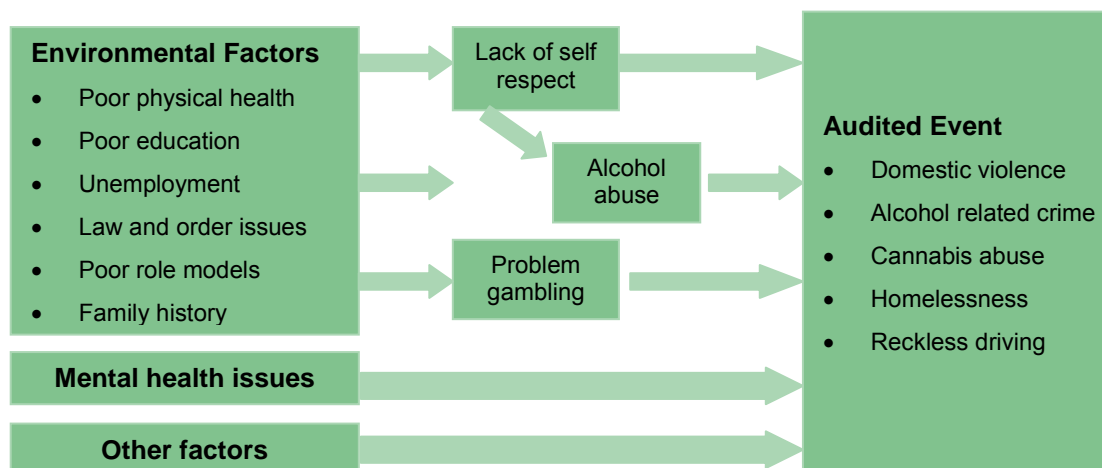 Environmental Factors
• Poor physical health
• Poor education
• Unemployment
• Law and order issues
• Poor role models
• Family history
Mental health issues
Other factors
Lack of self
respect
Alcohol
abuse
Problem
gambling
Audited Event
• Domestic violence
• Alcohol related crime
• Cannabis abuse
• Homelessness
• Reckless driving